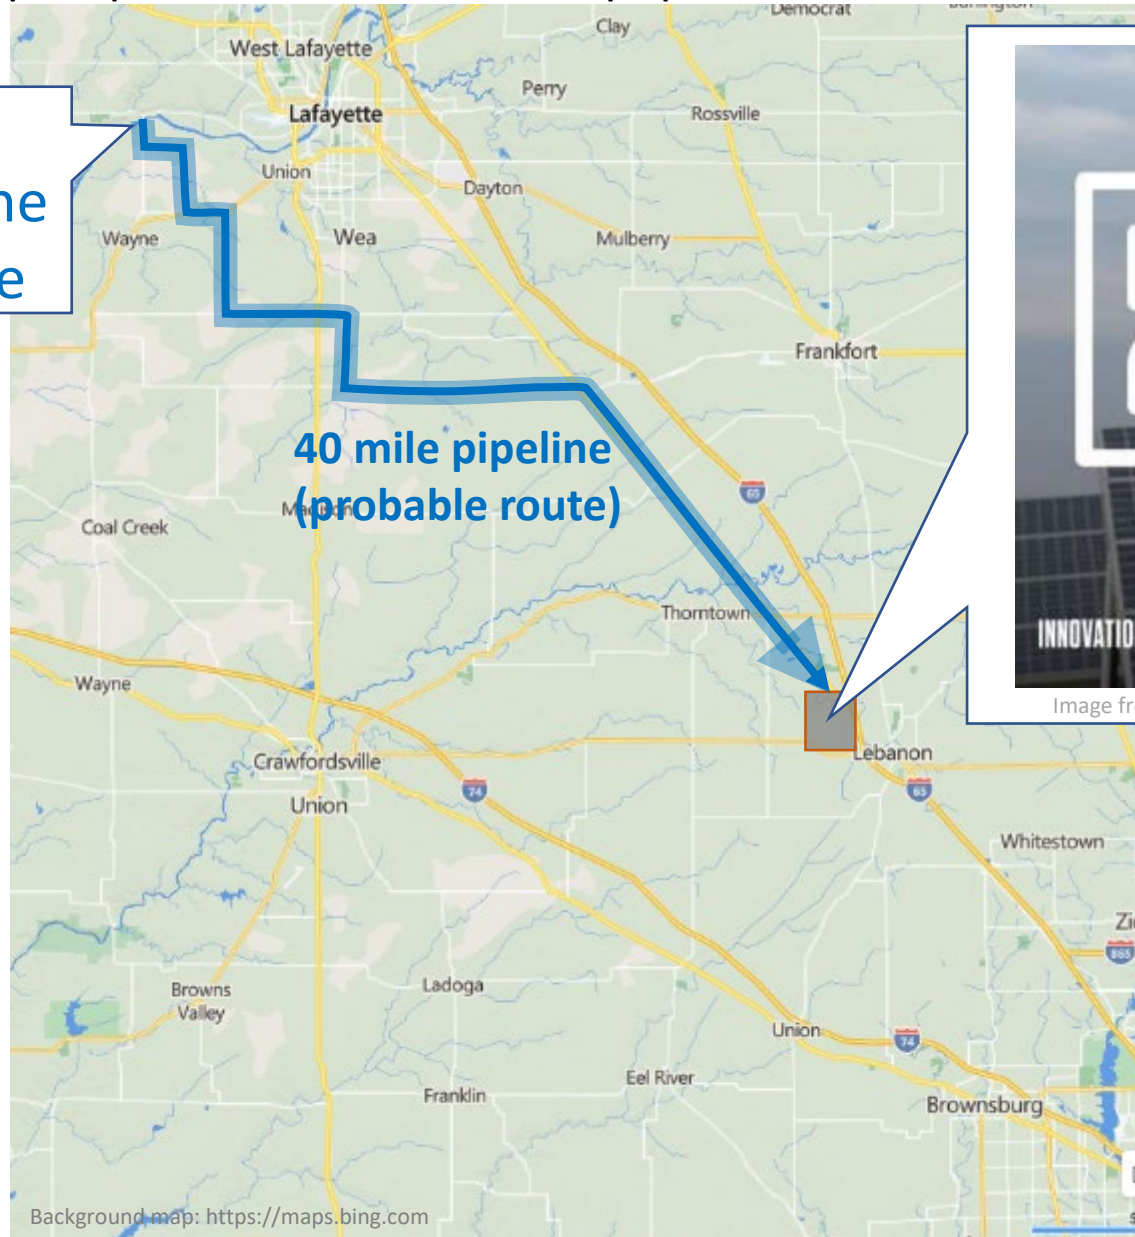 Democrat
Clay
West Lafayette
Perry
Lafayette
Rossville
Union
Dayton
Wayne
Wea
Mulberry
Frankfort
40 mile pipeline
(probable route)
65
Coal Creek
Thorntown
INNOVATIO
Wayne
Image fr
Crawfordsville
Lebanon
74
65
Union
Whitestown
Zi
865
Ladoga
Browns
Valley
Union
74
Eel River
Franklin
Brownsburg
Background map: https://maps.bing.com